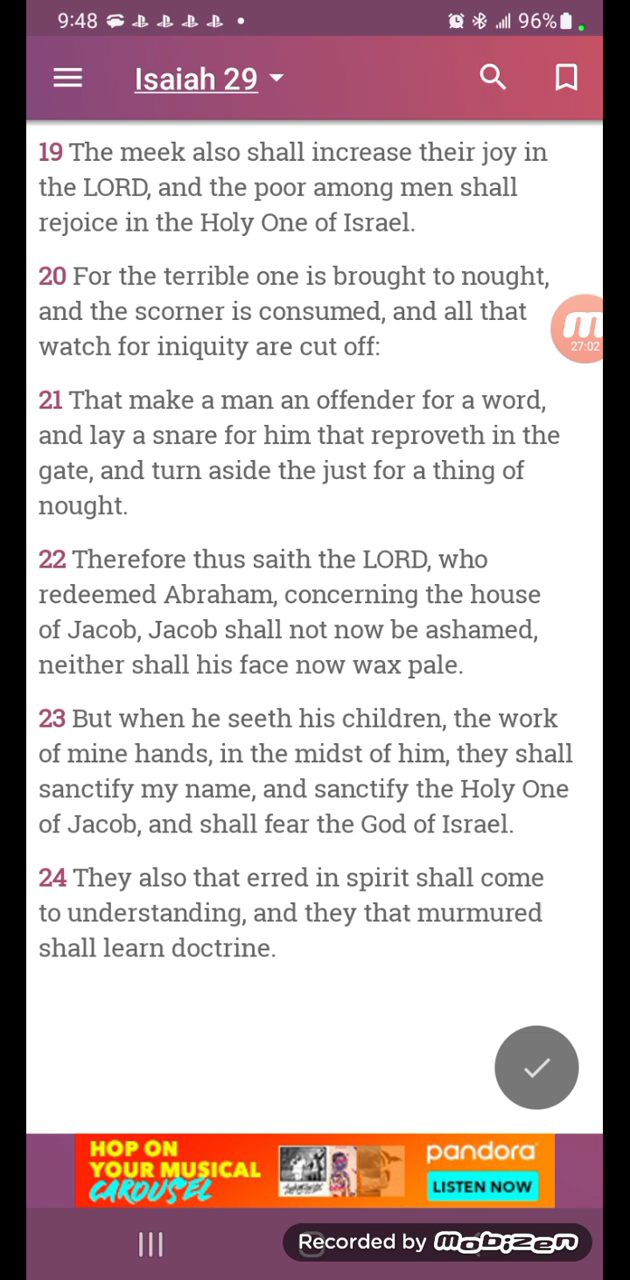 9:48 96%
Isaiah 29
19 The meek also shall increase their joy in
the LORD, and the poor among men shall
rejoice in the Holy One of Israel.
20 For the terrible one is brought to nought,
and the scorner is consumed, and all that
watch for iniquity are cut off:
27:02
21 That make a man an offender for a word,
and lay a snare for him that reproveth in the
gate, and turn aside the just for a thing of
nought.
22 Therefore thus saith the LORD, who
redeemed Abraham, concerning the house
of Jacob, Jacob shall not now be ashamed,
neither shall his face now wax pale.
23 But when he seeth his children, the work
of mine hands, in the midst of him, they shall
sanctify my name, and sanctify the Holy One
of Jacob, and shall fear the God of Israel.
24 They also that erred in spirit shall come
to understanding, and they that murmured
shall learn doctrine.
HOP ON
YOUR MUSICAL
CAROUSEL
pandora
LISTEN NOW
Recorded by mobizen